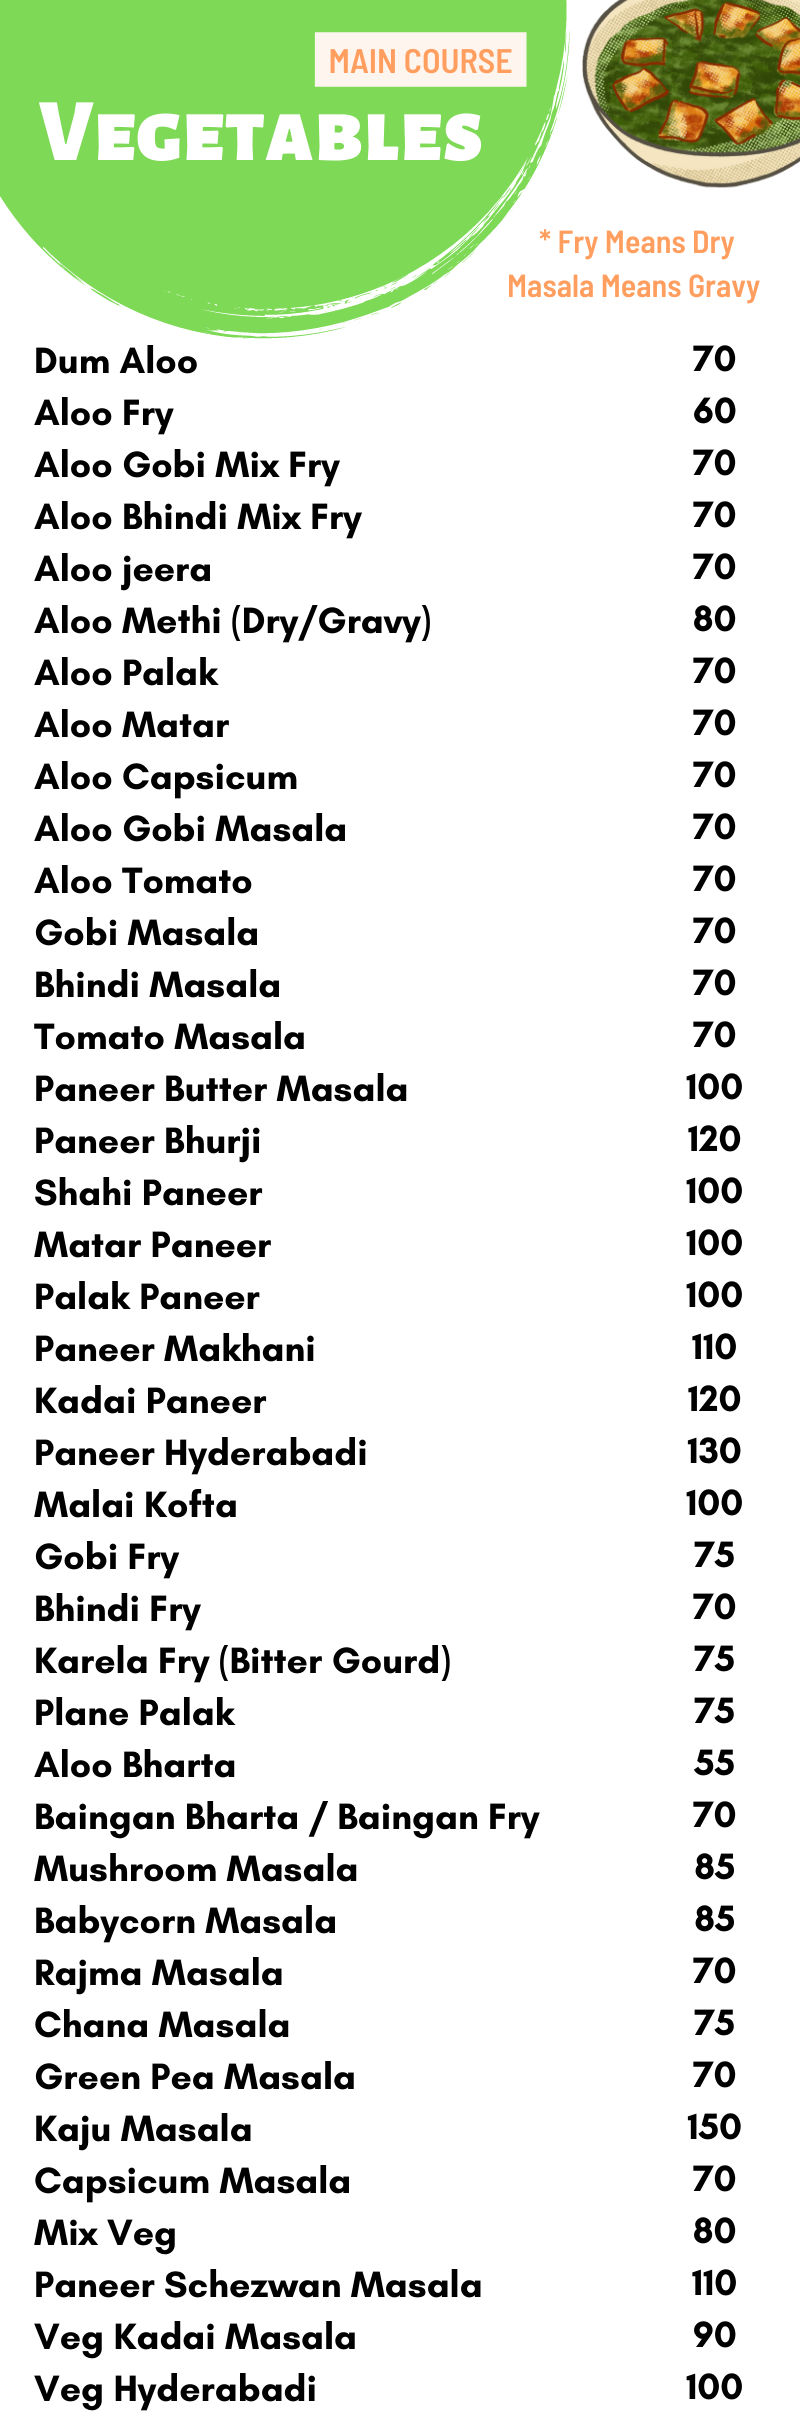 MAIN COURSE
VEGETABLES
* Fry Means Dry
Masala Means Gravy
Dum Aloo 70
Aloo Fry 60
Aloo Gobi Mix Fry 70
Aloo Bhindi Mix Fry 70
Aloo jeera 70
Aloo Methi (Dry/Gravy) 80
Aloo Palak 70
Aloo Matar 70
Aloo Capsicum 70
Aloo Gobi Masala 70
Aloo Tomato 70
Gobi Masala 70
Bhindi Masala 70
Tomato Masala 70
Paneer Butter Masala 100
Paneer Bhurji 120
Shahi Paneer 100
Matar Paneer 100
Palak Paneer 100
Paneer Makhani 110
Kadai Paneer 120
Paneer Hyderabadi 130
Malai Kofta 100
Gobi Fry 75
Bhindi Fry 70
Karela Fry (Bitter Gourd) 75
Plane Palak 75
Aloo Bharta 55
Baingan Bharta / Baingan Fry 70
Mushroom Masala 85
Babycorn Masala 85
Rajma Masala 70
Chana Masala 75
Green Pea Masala 70
Kaju Masala 150
Capsicum Masala 70
Mix Veg 80
Paneer Schezwan Masala 110
Veg Kadai Masala 90
Veg Hyderabadi 100